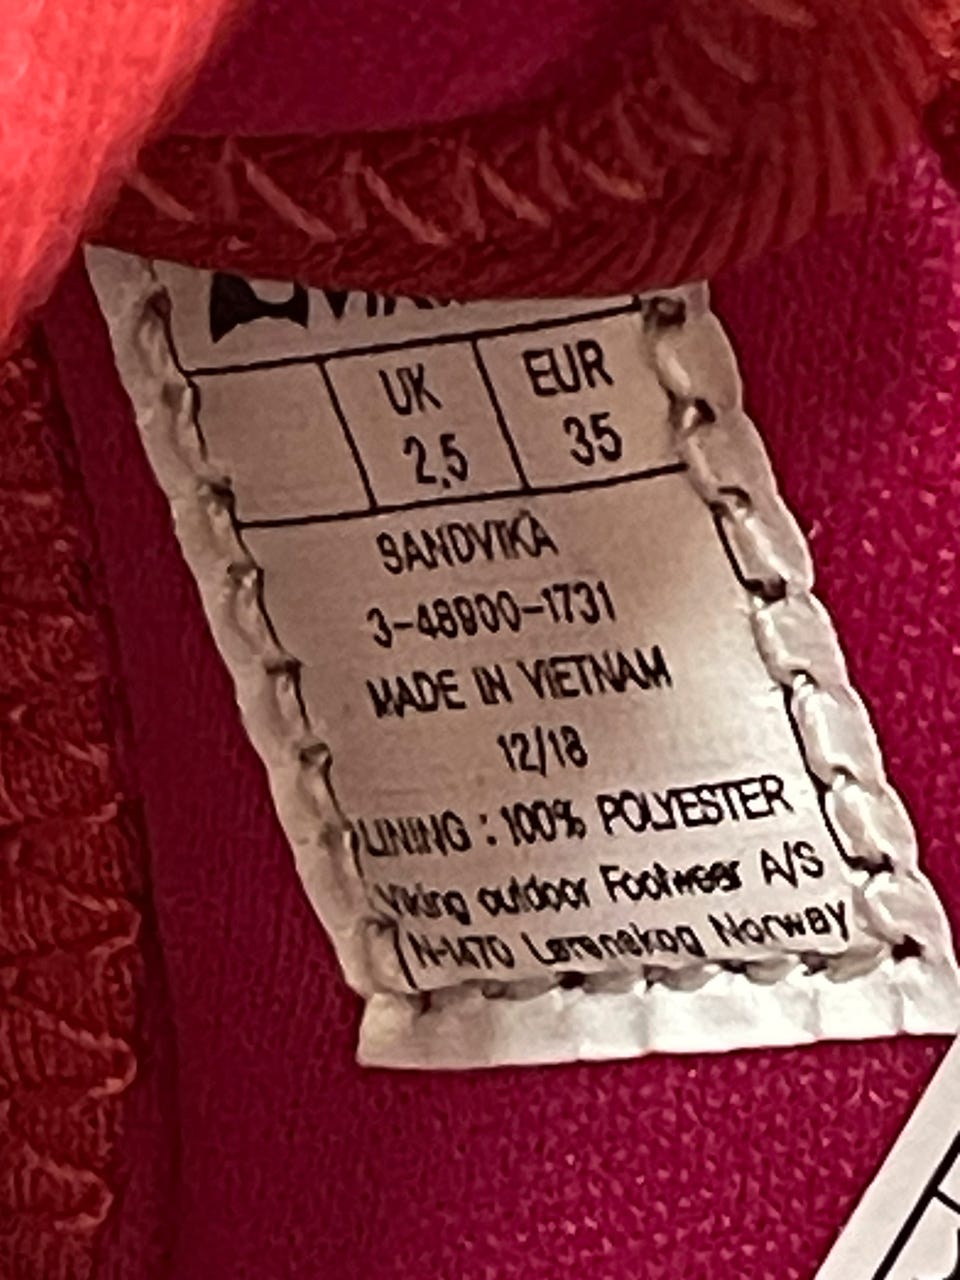 UK EUR
2,5 35
SANDVIKA
3-48900-1731
MADE IN VIETNAM
12/18
LINING : 100% POLYESTER
Viking outdoor Footwear A/S
N-1470 Lørenskog Norway